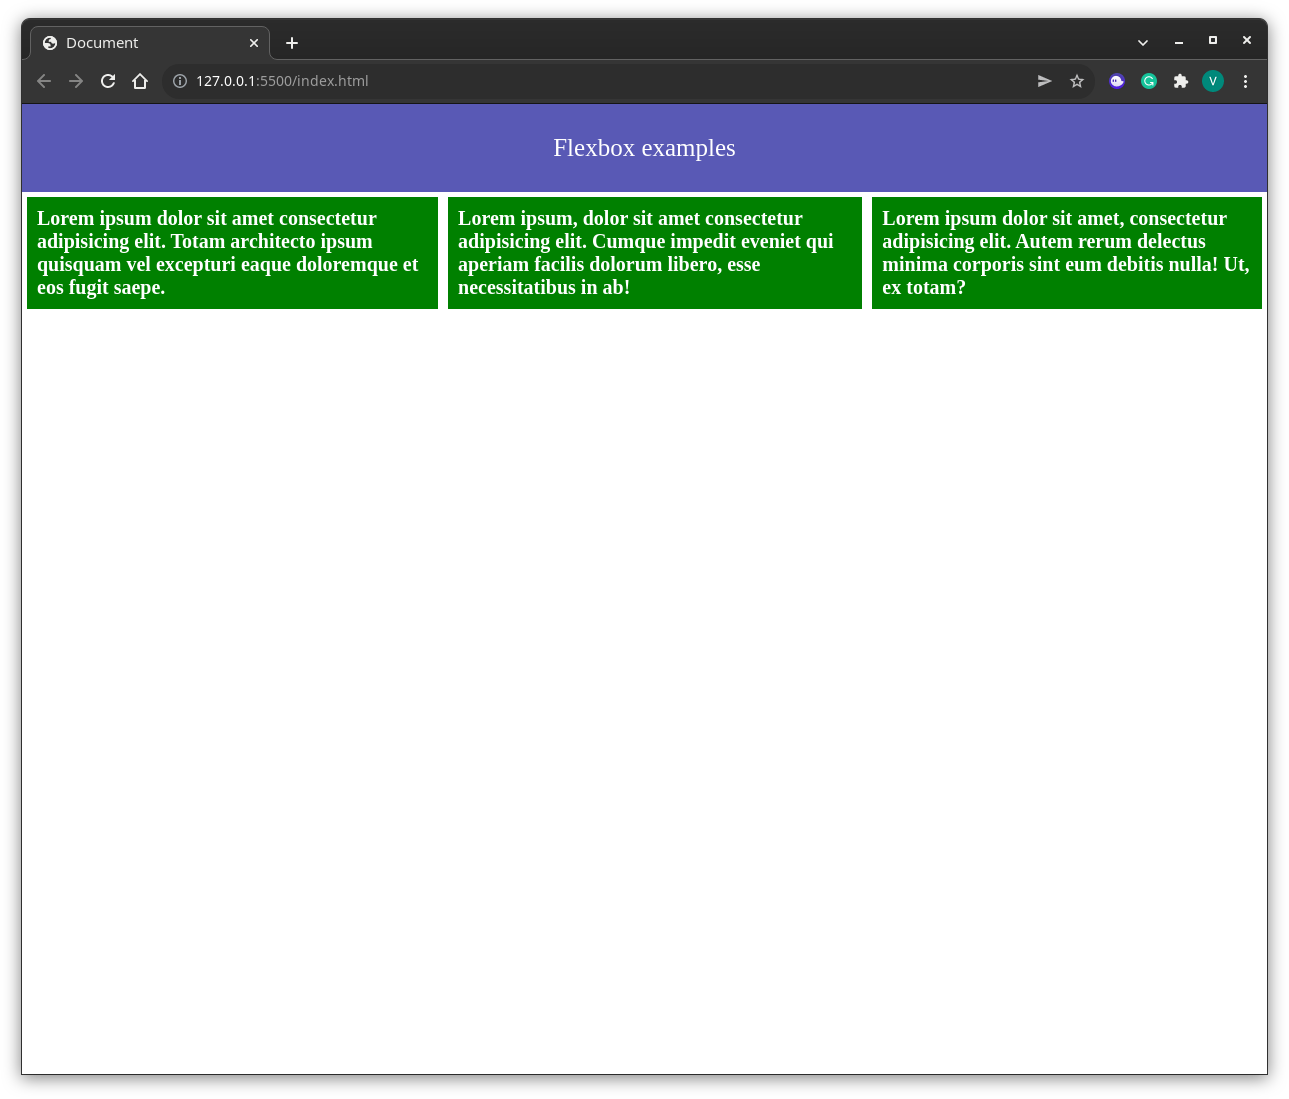 Document
127.0.0.1:5500/index.html
V
Flexbox examples
Lorem ipsum dolor sit amet consectetur
adipisicing elit. Totam architecto ipsum
quisquam vel excepturi eaque doloremque et
eos fugit saepe.
Lorem ipsum, dolor sit amet consectetur
adipisicing elit. Cumque impedit eveniet qui
aperiam facilis dolorum libero, esse
necessitatibus in ab!
Lorem ipsum dolor sit amet, consectetur
adipisicing elit. Autem rerum delectus
minima corporis sint eum debitis nulla! Ut,
ex totam?